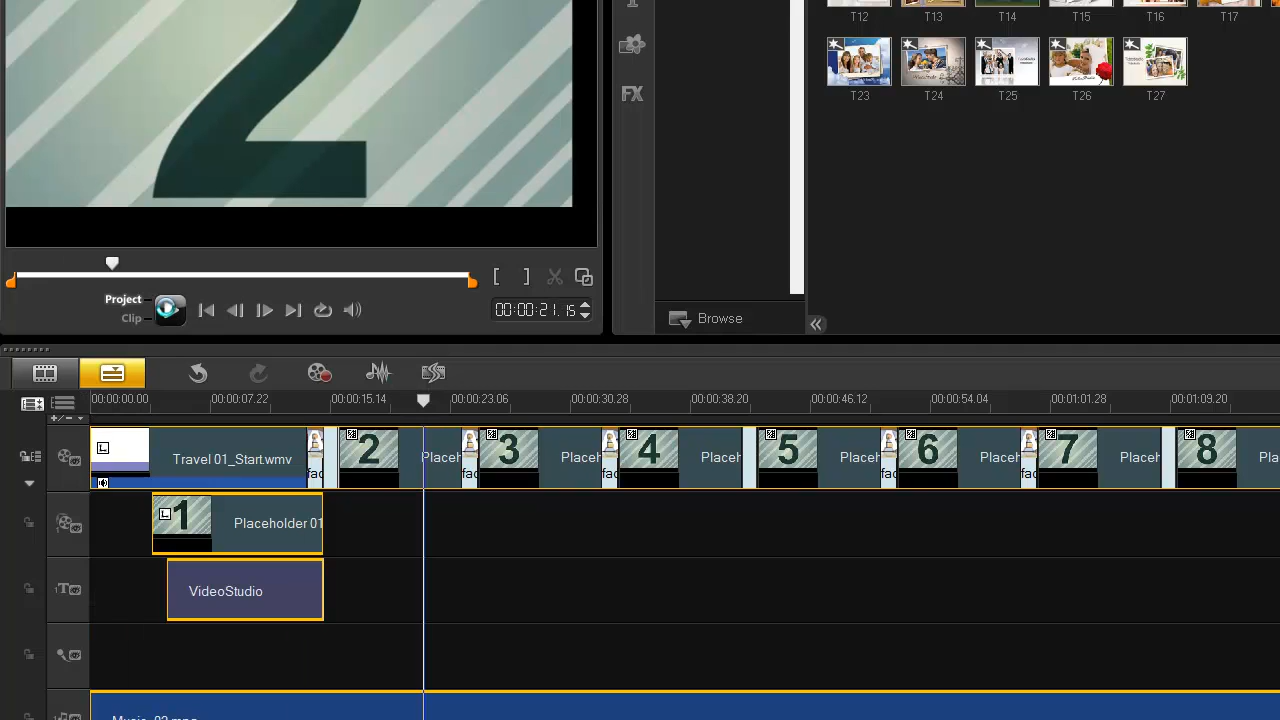 2
T12 T13 T14 T15 T16 T17
T23 T24 T25 T26 T27
FX
Project
Clip
00:00:21.15
Browse
00:00:00.00 00:00:07.22 00:00:15.14 00:00:23.06 00:00:30.28 00:00:38.20 00:00:46.12 00:00:54.04 00:01:01.28 00:01:09.20
L Travel 01_Start.wmv fad 2 Placeh fad 3 Placeh fad 4 Placeh 5 Placeh fad 6 Placeh fad 7 Placeh 8 Pla
L 1 Placeholder 01
1T VideoStudio